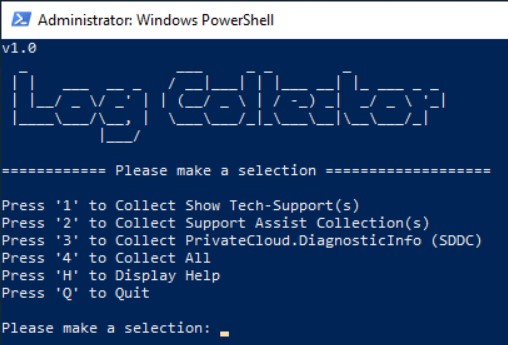 Administrator: Windows PowerShell
v1.0
Log Collector
============ Please make a selection ===================
Press '1' to Collect Show Tech-Support(s)
Press '2' to Collect Support Assist Collection(s)
Press '3' to Collect PrivateCloud.DiagnosticInfo (SDDC)
Press '4' to Collect All
Press 'H' to Display Help
Press 'Q' to Quit
Please make a selection: